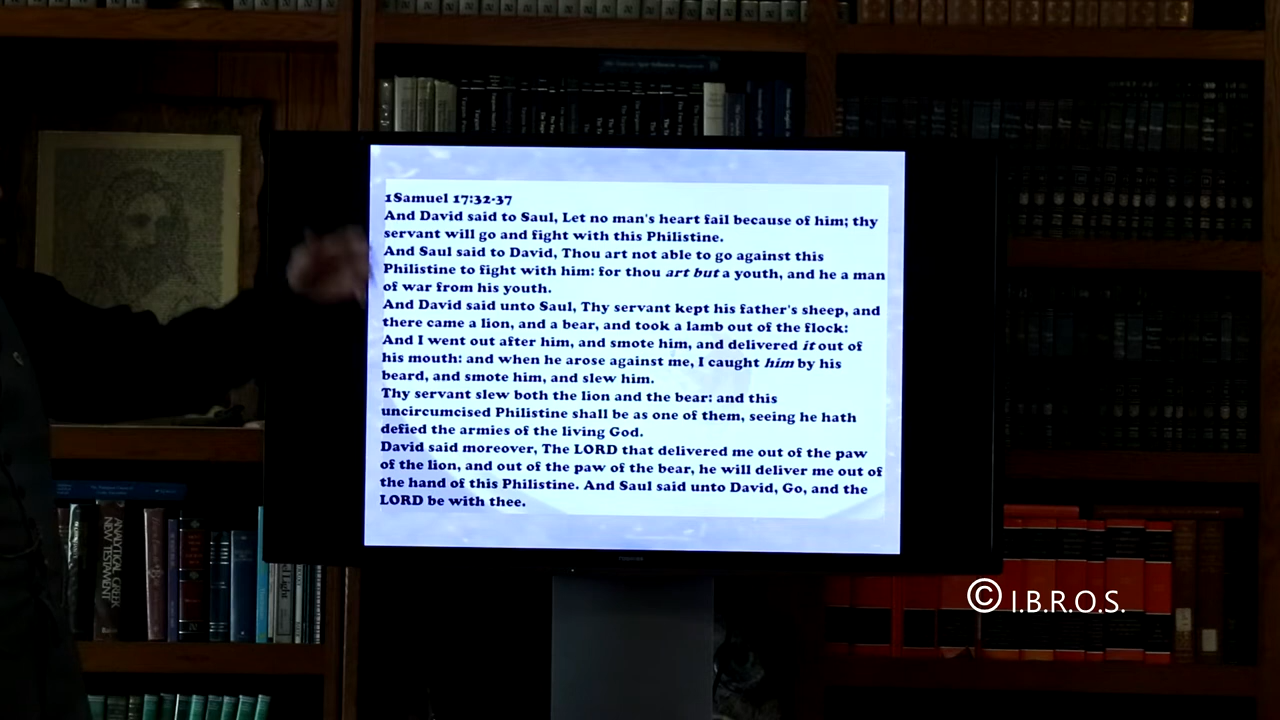 1Samuel 17:32-37
And David said to Saul, Let no man's heart fail because of him; thy
servant will go and fight with this Philistine.
And Saul said to David, Thou art not able to go against this
Philistine to fight with him: for thou art but a youth, and he a man
of war from his youth.
And David said unto Saul, Thy servant kept his father's sheep, and
there came a lion, and a bear, and took a lamb out of the flock:
And I went out after him, and smote him, and delivered it out of
his mouth: and when he arose against me, I caught him by his
beard, and smote him, and slew him.
Thy servant slew both the lion and the bear: and this
uncircumcised Philistine shall be as one of them, seeing he hath
defied the armies of the living God.
David said moreover, The LORD that delivered me out of the paw
of the lion, and out of the paw of the bear, he will deliver me out of
the hand of this Philistine. And Saul said unto David, Go, and the
LORD be with thee.
ANALYTICAL GREEK
NEW TESTAMENT
© I.B.R.O.S.